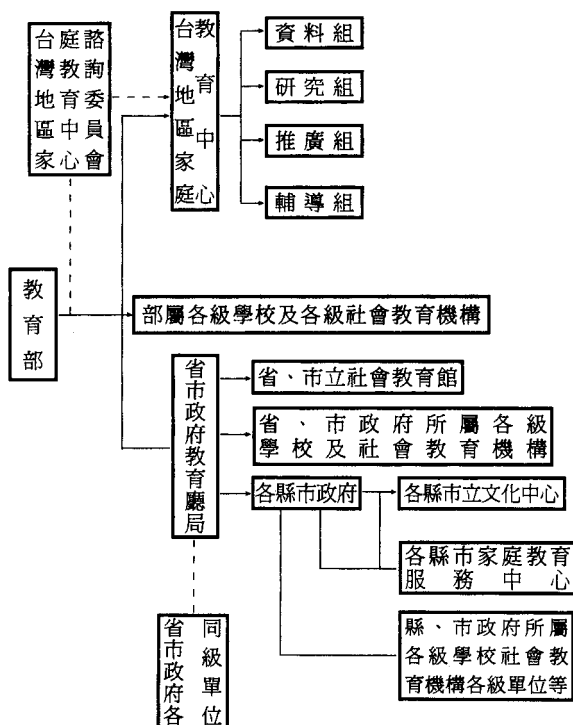 台灣地區家
庭教育中心
諮詢委員會
台灣地區家庭
教育中心
資料組
研究組
推廣組
輔導組
教育部
部屬各級學校及各級社會教育機構
省市政府教育廳局
省、市立社會教育館
省、市政府所屬各級
學校及社會教育機構
各縣市政府
各縣市立文化中心
各縣市家庭教育
服務中心
縣、市政府所屬
各級學校社會教
育機構各級單位等
省市政府各
同級單位